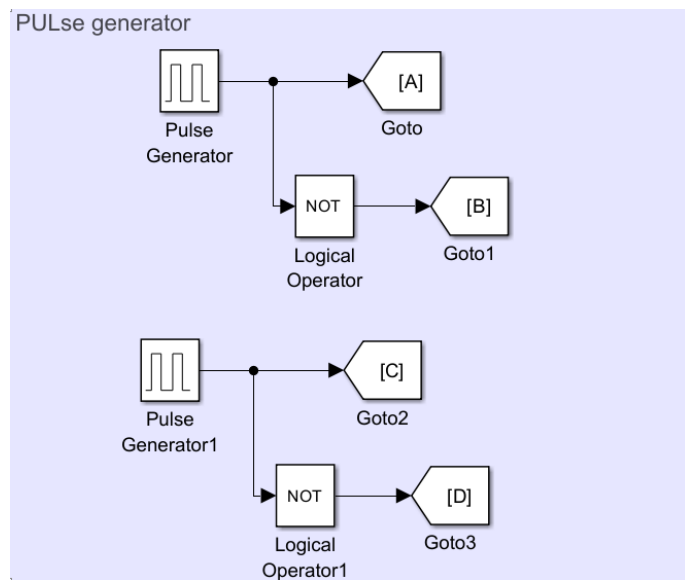 PULse generator
[A]
Pulse
Generator
Goto
NOT
[B]
Logical
Operator
Goto1
[C]
Pulse
Generator1
Goto2
NOT
[D]
Logical
Operator1
Goto3